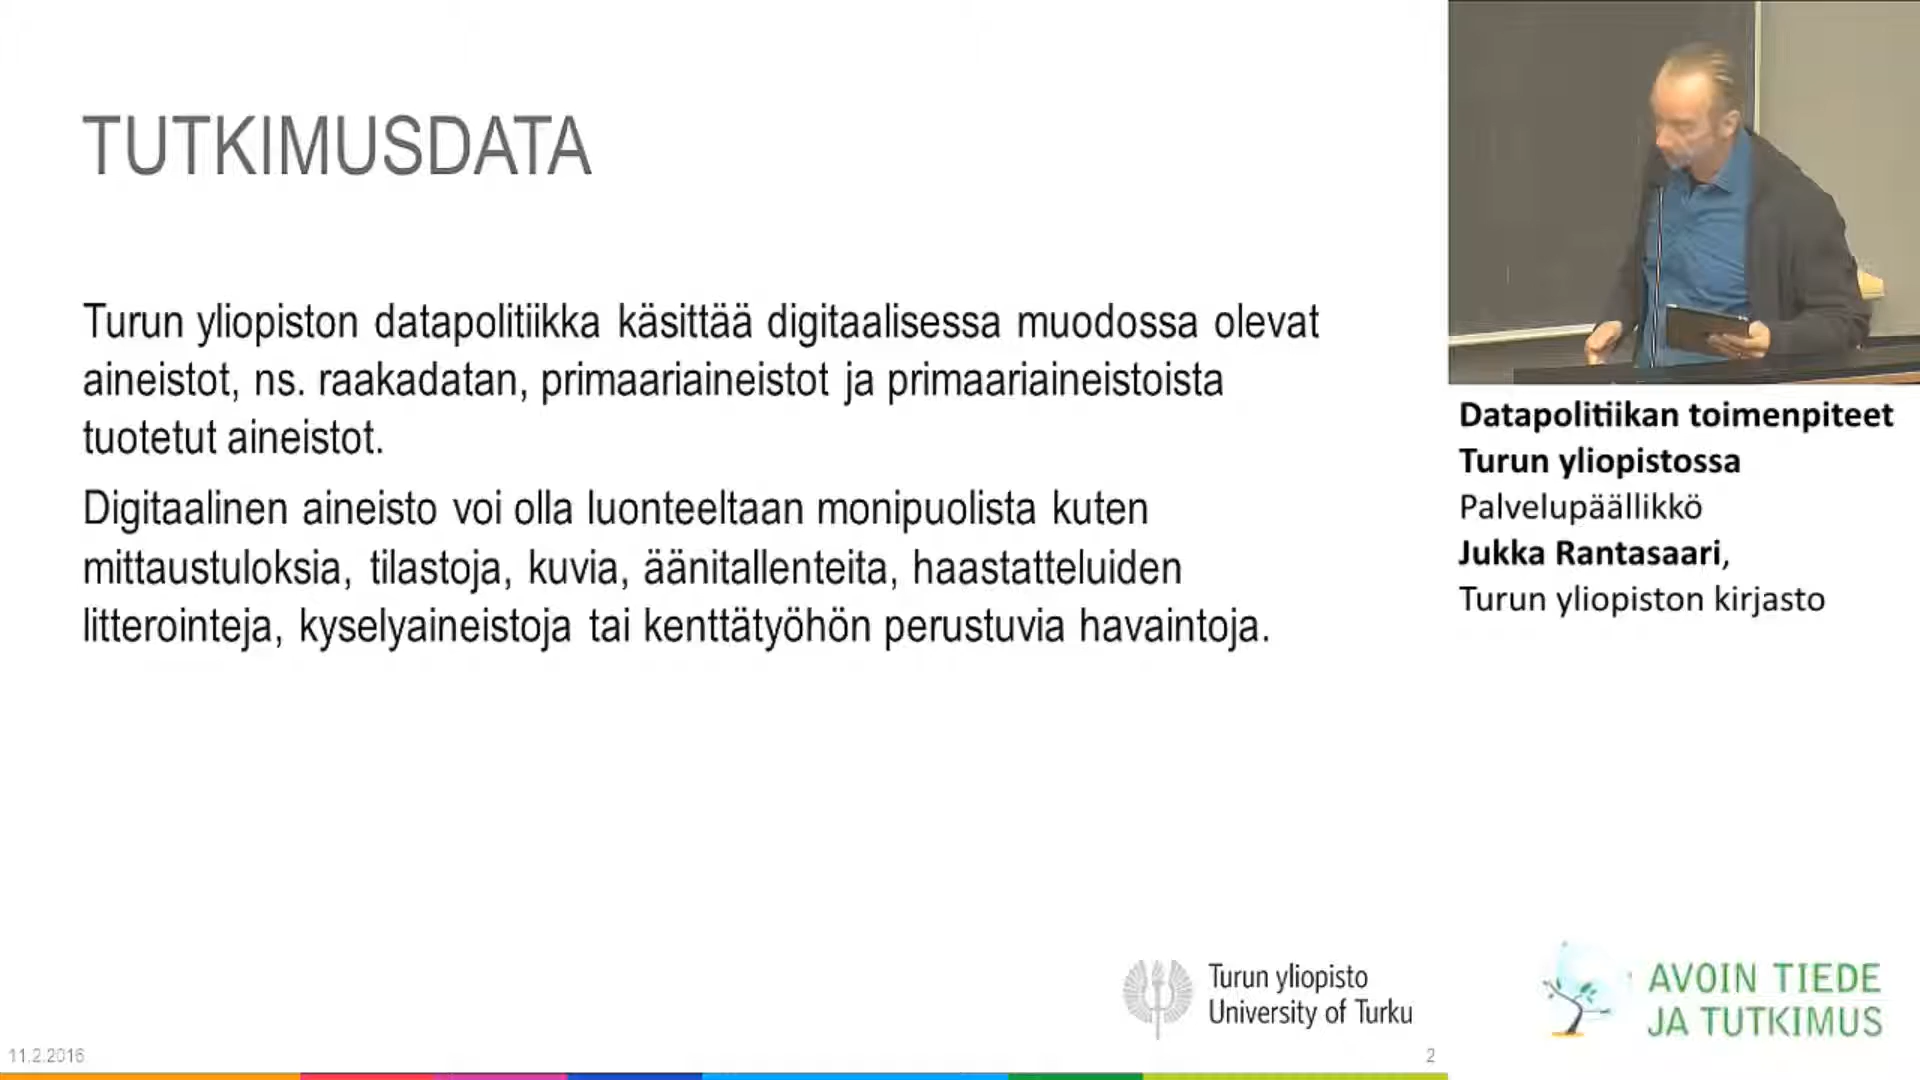 TUTKIMUSDATA
Turun yliopiston datapolitiikka käsittää digitaalisessa muodossa olevat
aineistot, ns. raakadatan, primaariaineistot ja primaariaineistoista
tuotetut aineistot.
Digitaalinen aineisto voi olla luonteeltaan monipuolista kuten
mittaustuloksia, tilastoja, kuvia, äänitallenteita, haastatteluiden
litterointeja, kyselyaineistoja tai kenttätyöhön perustuvia havaintoja.
Datapolitiikan toimenpiteet
Turun yliopistossa
Palvelupäällikkö
Jukka Rantasaari,
Turun yliopiston kirjasto
Turun yliopisto
University of Turku
AVOIN TIEDE
JA TUTKIMUS
11.2.2016
2